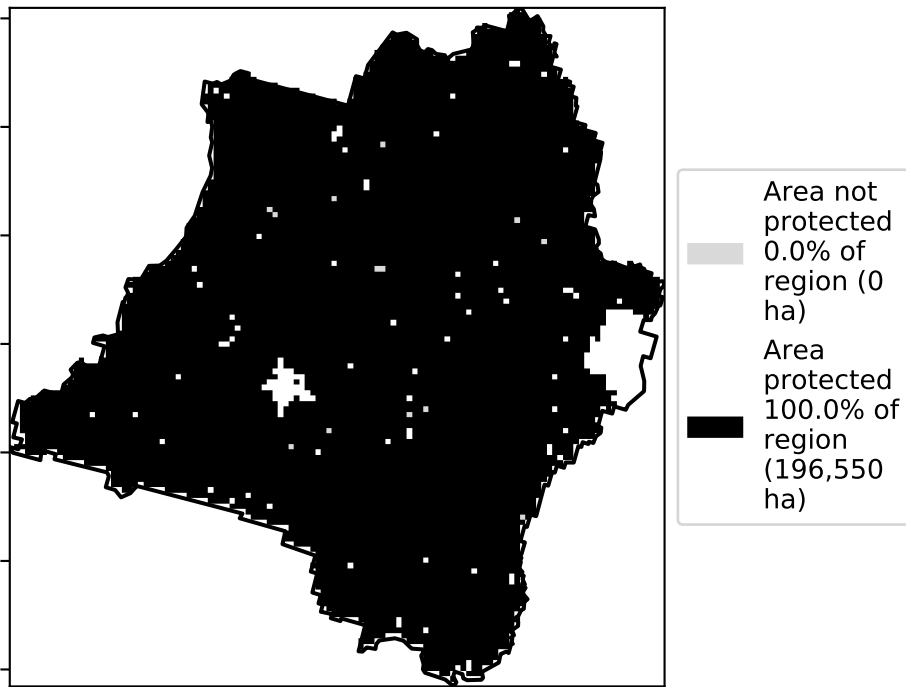 Area not
protected
0.0% of
region (0
ha)
Area
protected
100.0% of
region
(196,550
ha)